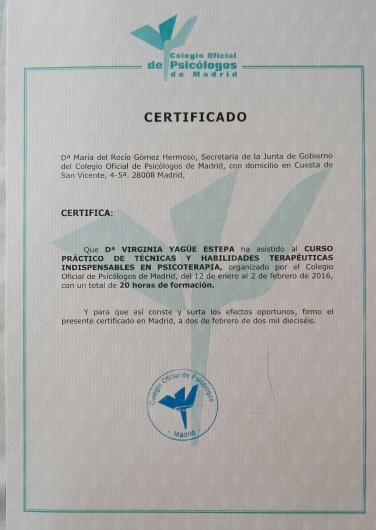 Colegio Oficial
de Psicólogos
de Madrid
CERTIFICADO
Dª María del Rocío Gómez Hermoso, Secretaria de la Junta de Gobierno
del Colegio Oficial de Psicólogos de Madrid, con domicilio en Cuesta de
San Vicente, 4-5º. 28008 Madrid,
CERTIFICA:
Que Dª VIRGINIA YAGÜE ESTEPA ha asistido al CURSO
PRÁCTICO DE TÉCNICAS Y HABILIDADES TERAPÉUTICAS
INDISPENSABLES EN PSICOTERAPIA, organizado por el Colegio
Oficial de Psicólogos de Madrid, del 12 de enero al 2 de febrero de 2016,
con un total de 20 horas de formación.
Y para que así conste y surta los efectos oportunos, firmo el
presente certificado en Madrid, a dos de febrero de dos mil dieciséis.
Colegio Oficial de Psicólogos
- Madrid -